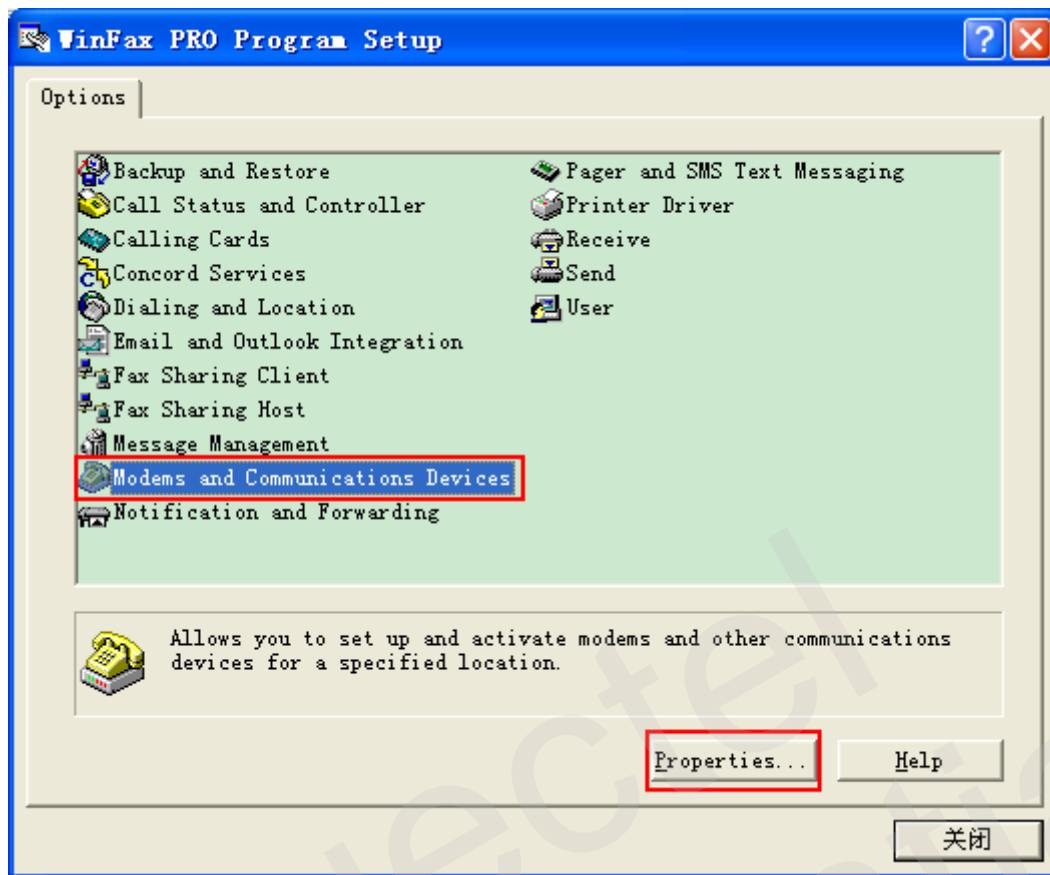 WinFax PRO Program Setup
Options
Backup and Restore
Call Status and Controller
Calling Cards
Concord Services
Dialing and Location
Email and Outlook Integration
Fax Sharing Client
Fax Sharing Host
Message Management
Modems and Communications Devices
Notification and Forwarding
Pager and SMS Text Messaging
Printer Driver
Receive
Send
User
Allows you to set up and activate modems and other communications
devices for a specified location.
Properties...
Help
关闭